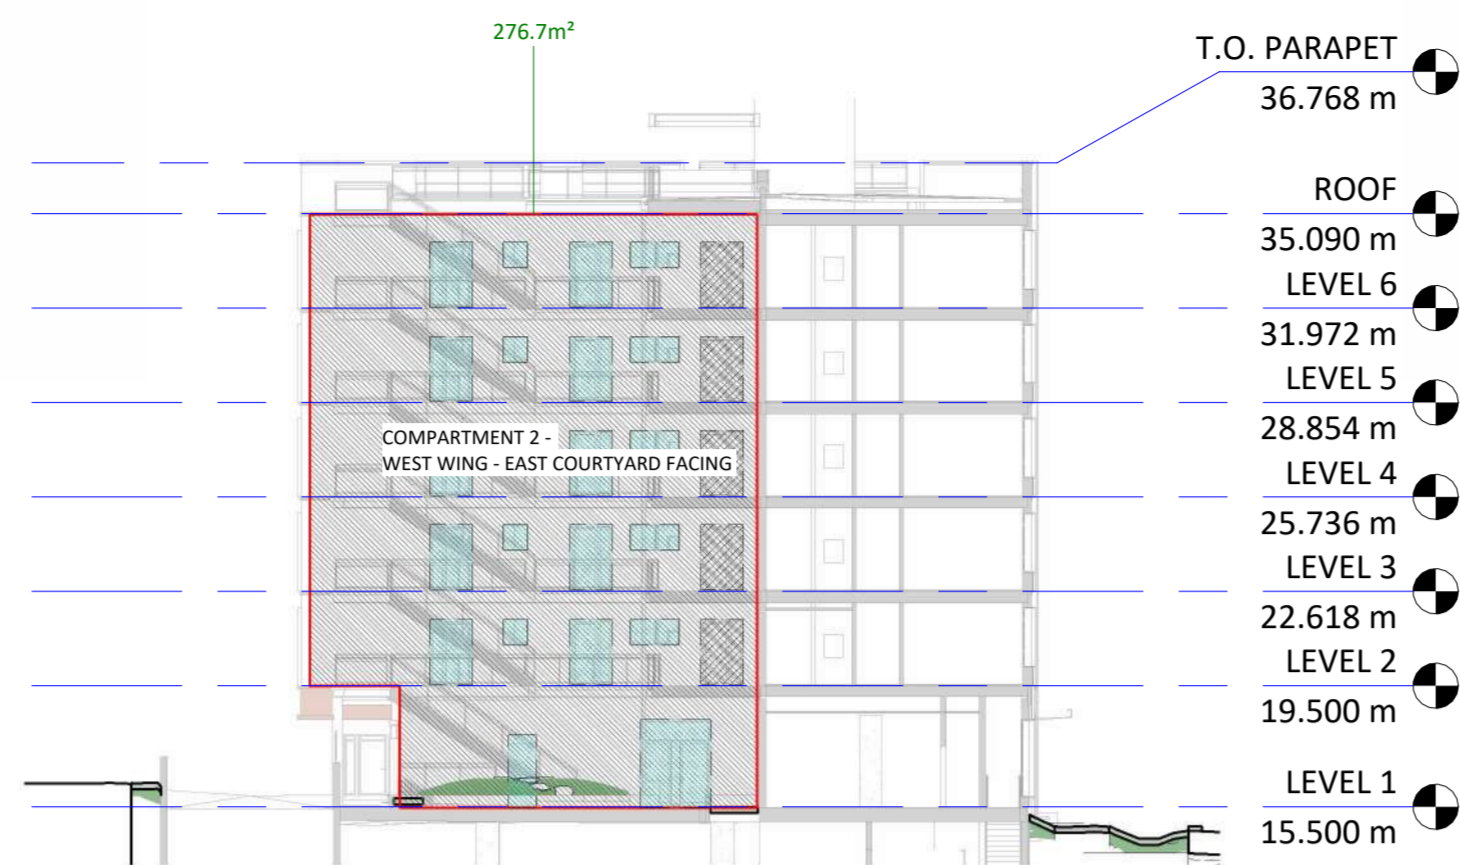 276.7m²
T.O. PARAPET
36.768 m
ROOF
35.090 m
LEVEL 6
31.972 m
LEVEL 5
28.854 m
COMPARTMENT 2 -
WEST WING - EAST COURTYARD FACING
LEVEL 4
25.736 m
LEVEL 3
22.618 m
LEVEL 2
19.500 m
LEVEL 1
15.500 m